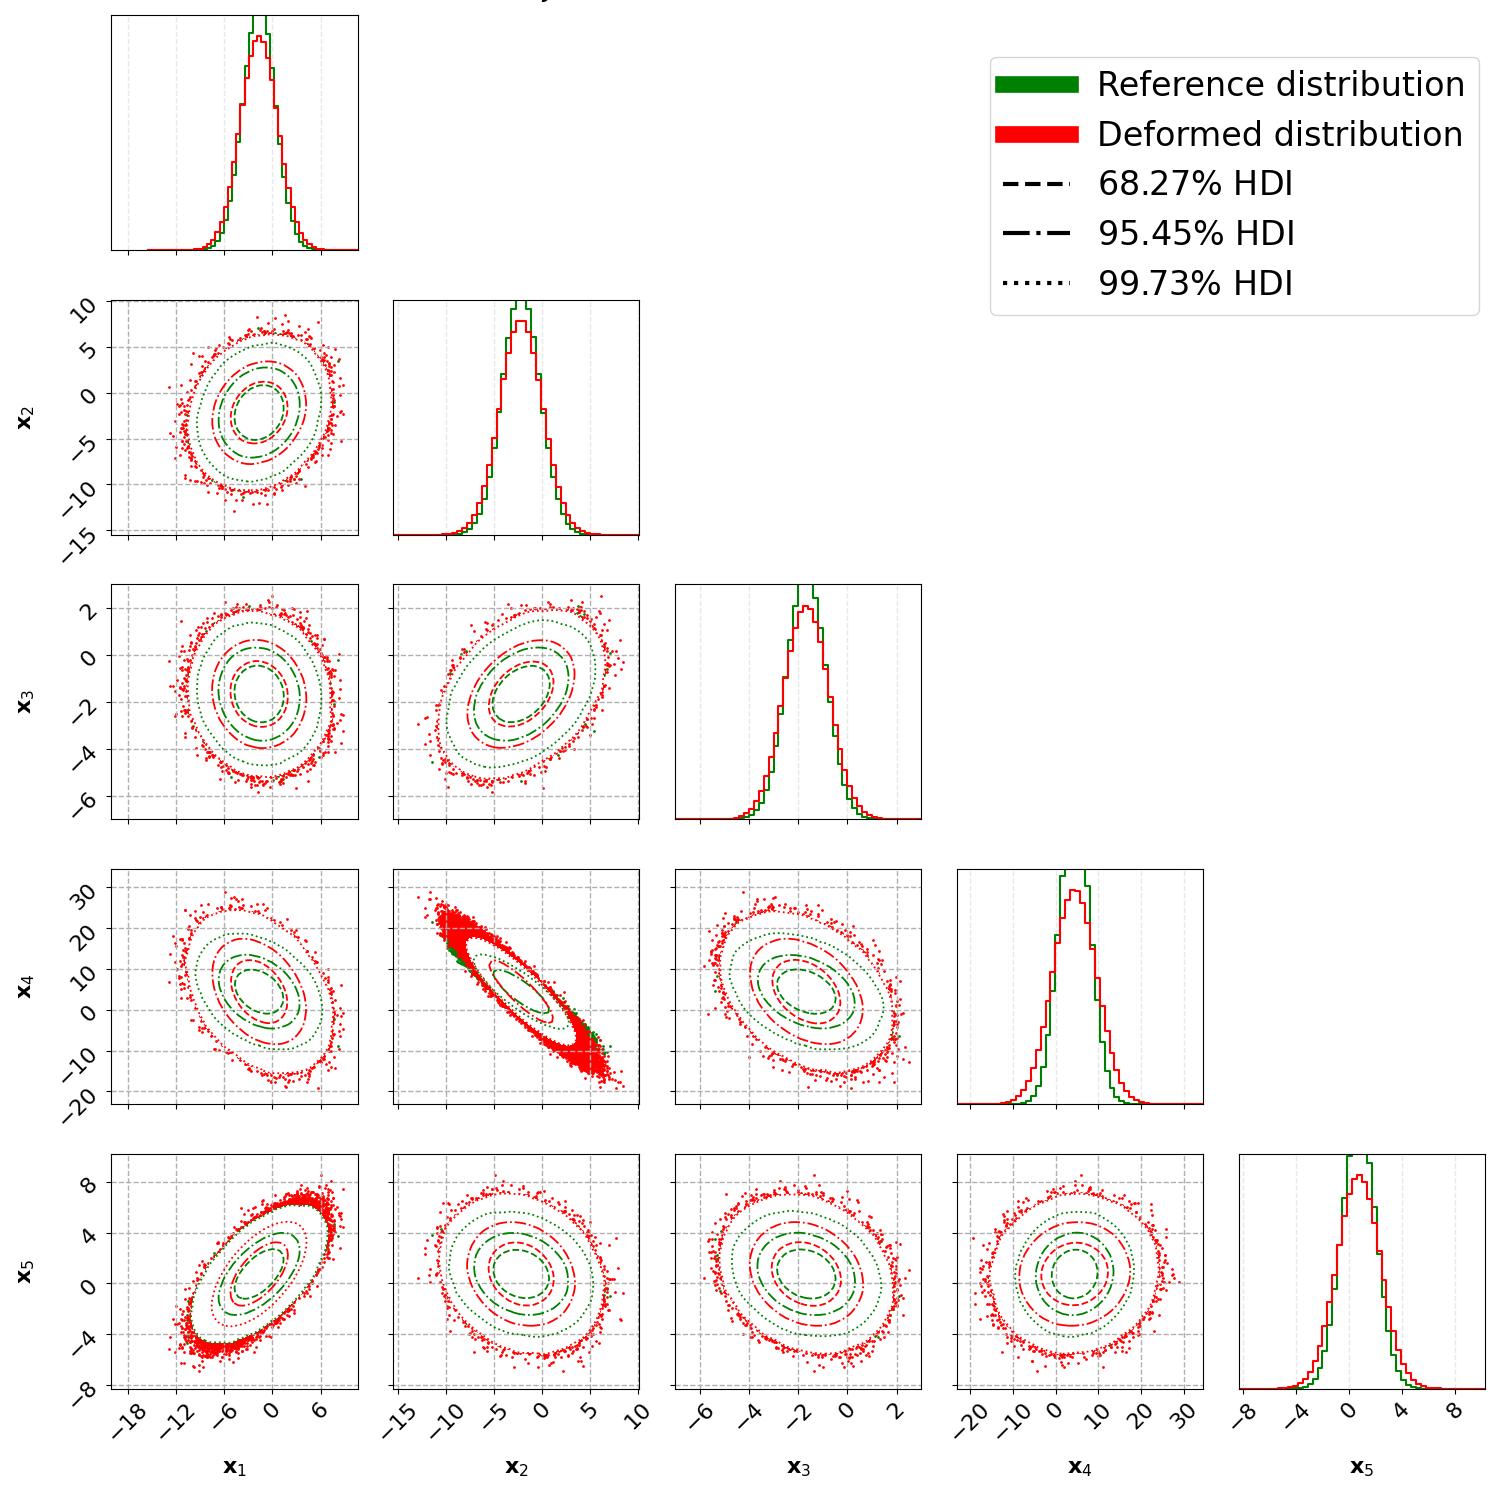 Reference distribution
Deformed distribution
68.27% HDI
95.45% HDI
99.73% HDI
10
5
0
−5
−10
−15
x₂
2
0
−2
−4
−6
x₃
30
20
10
0
−10
−20
x₄
8
4
0
−4
−8
x₅
−18 −12 −6 0 6
−15 −10 −5 0 5 10
−6 −4 −2 0 2
−20 −10 0 10 20 30
−8 −4 0 4 8
x₁ x₂ x₃ x₄ x₅